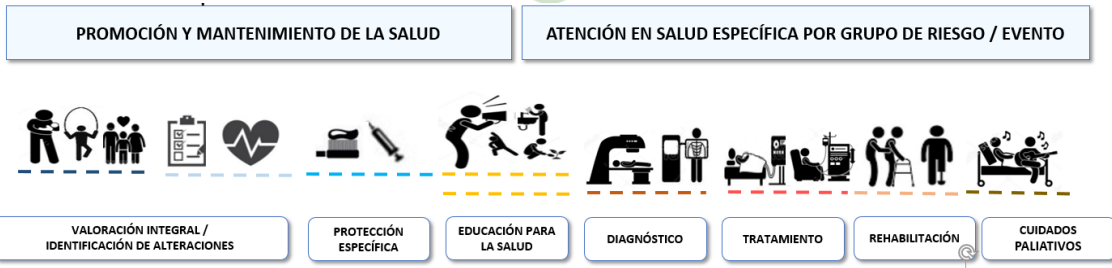 PROMOCIÓN Y MANTENIMIENTO DE LA SALUD
ATENCIÓN EN SALUD ESPECÍFICA POR GRUPO DE RIESGO / EVENTO
VALORACIÓN INTEGRAL /
IDENTIFICACIÓN DE ALTERACIONES
PROTECCIÓN
ESPECÍFICA
EDUCACIÓN PARA
LA SALUD
DIAGNÓSTICO
TRATAMIENTO
REHABILITACIÓN
CUIDADOS
PALIATIVOS